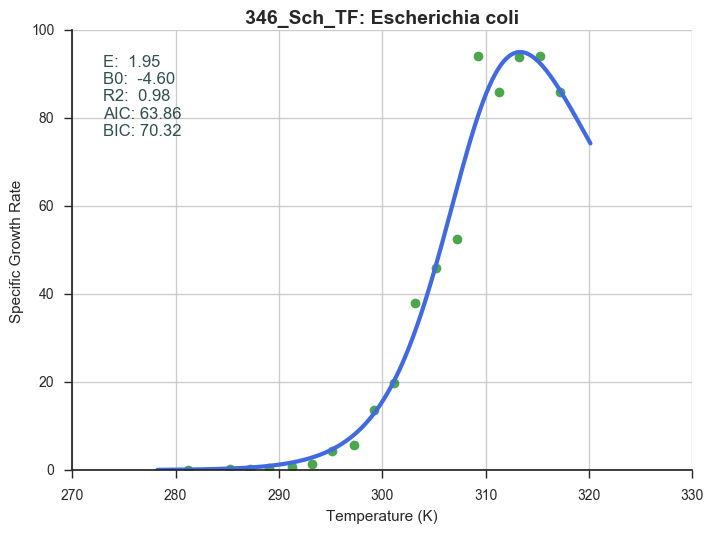 346_Sch_TF: Escherichia coli
E: 1.95
B0: -4.60
R2: 0.98
AIC: 63.86
BIC: 70.32
100
80
60
40
20
0
Specific Growth Rate
270 280 290 300 310 320 330
Temperature (K)